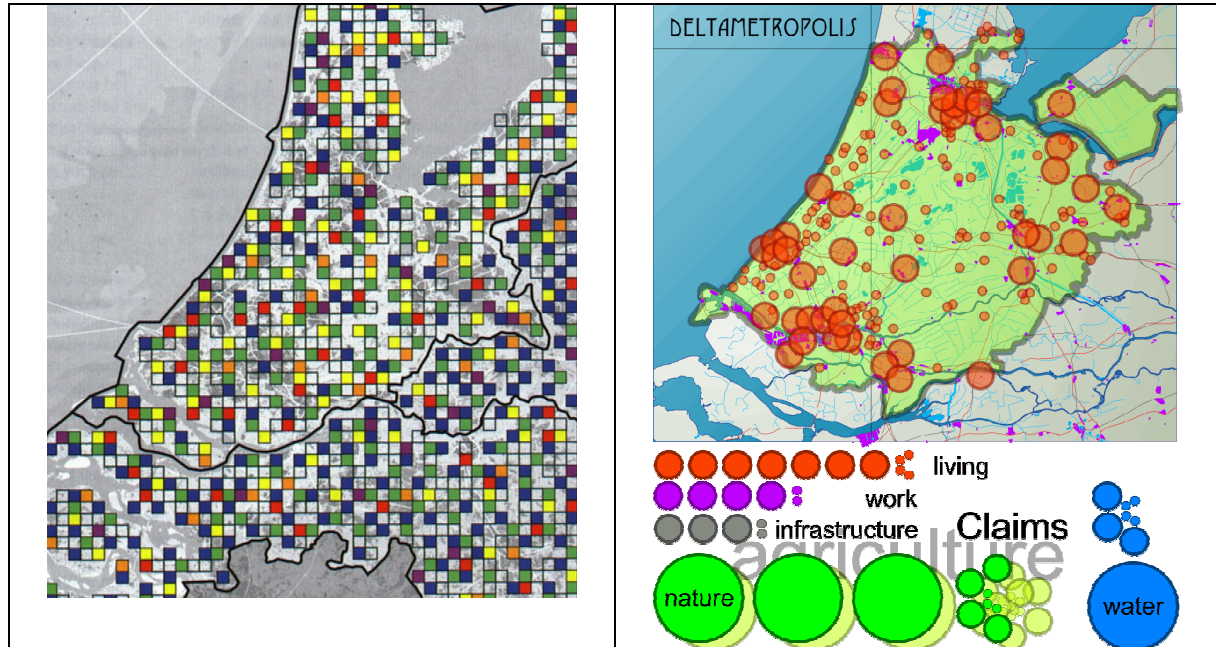 DELTAMETROPOLIS
living
work
infrastructure
Claims
agriculture
nature
water